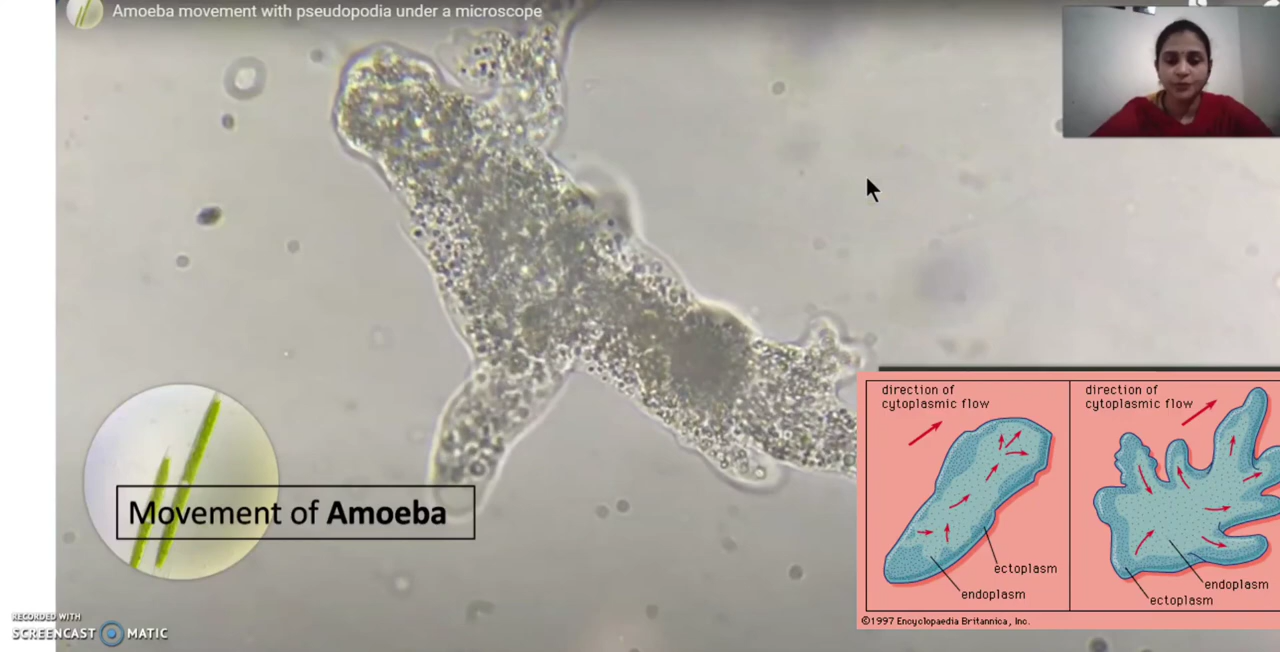 Amoeba movement with pseudopodia under a microscope
direction of
cytoplasmic flow
ectoplasm
endoplasm
direction of
cytoplasmic flow
endoplasm
ectoplasm
©1997 Encyclopaedia Britannica, Inc.
Movement of Amoeba
RECORDED WITH
SCREENCAST MATIC